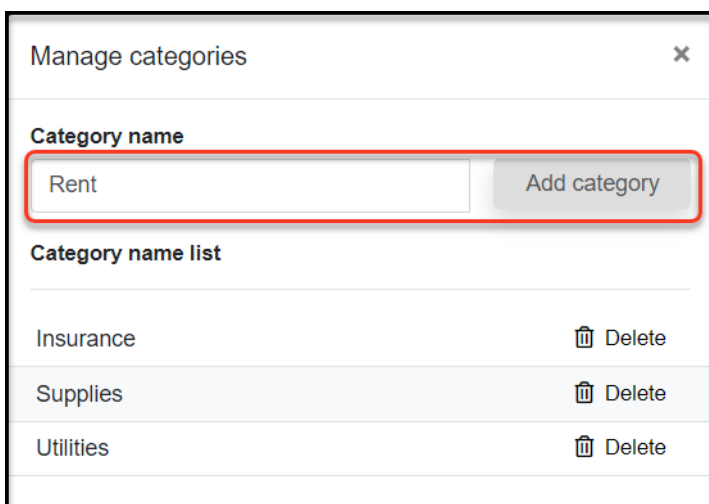 Manage categories ×
Category name
Rent Add category
Category name list
Insurance Delete
Supplies Delete
Utilities Delete